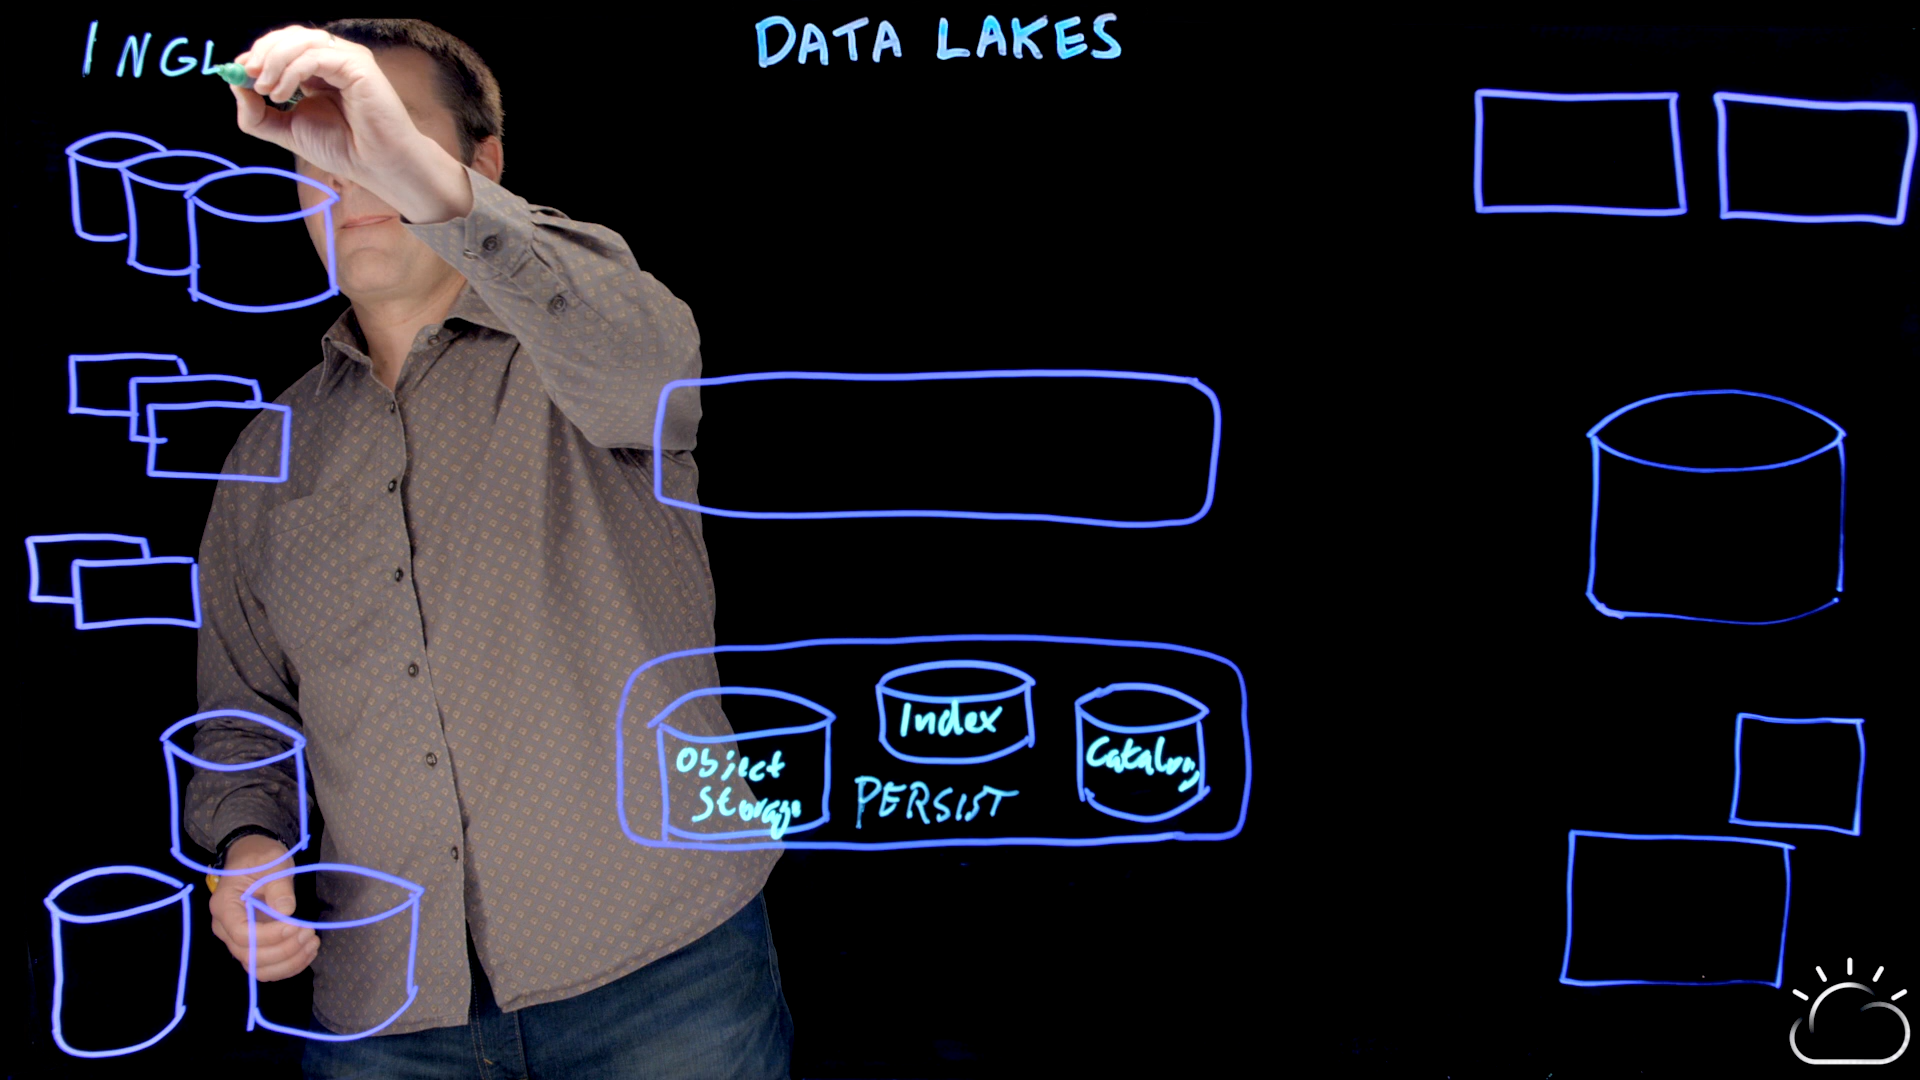 INGL
DATA LAKES
Index
Object
Storage
PERSIST
Catalog